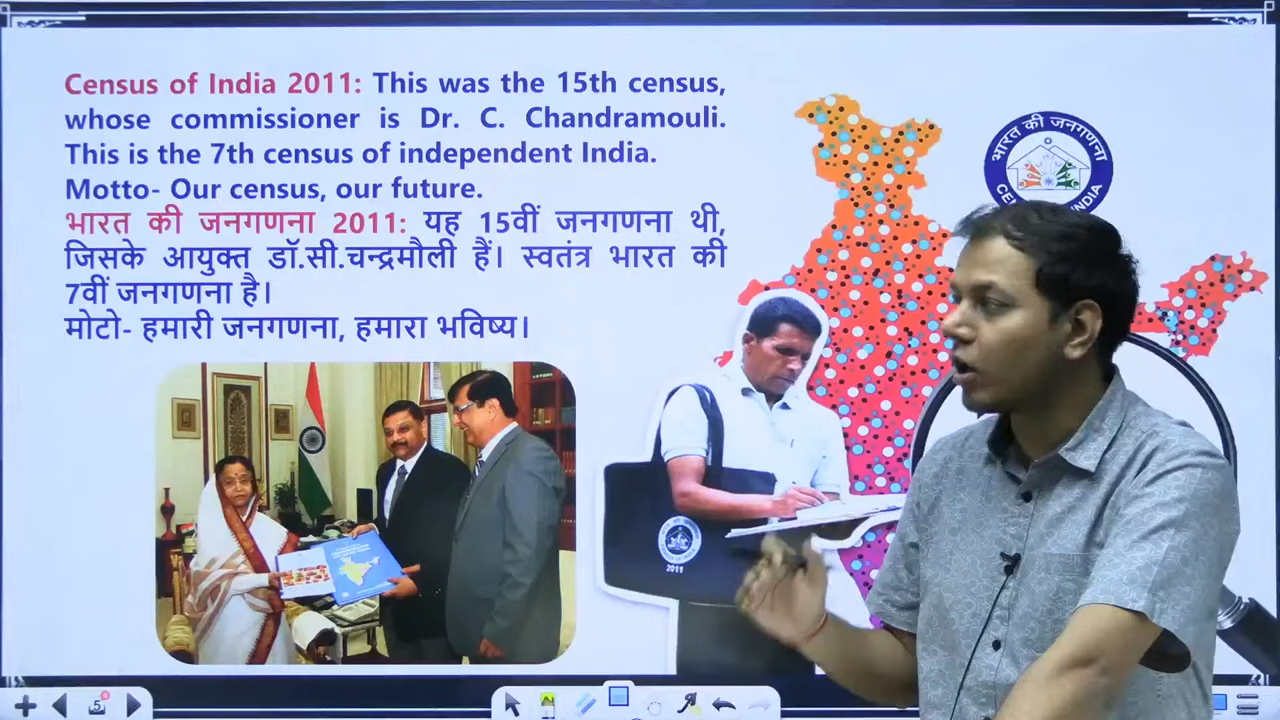 Census of India 2011: This was the 15th census,
whose commissioner is Dr. C. Chandramouli.
This is the 7th census of independent India.
Motto- Our census, our future.
भारत की जनगणना 2011: यह 15वीं जनगणना थी,
जिसके आयुक्त डॉ.सी.चन्द्रमौली हैं। स्वतंत्र भारत की
7वीं जनगणना है।
मोटो- हमारी जनगणना, हमारा भविष्य।
भारत की जनगणना
INDIA
2011
5